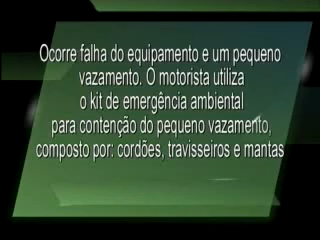 Ocorre falha do equipamento e um pequeno
vazamento. O motorista utiliza
o kit de emergência ambiental
para contenção do pequeno vazamento,
composto por: cordões, travisseiros e mantas